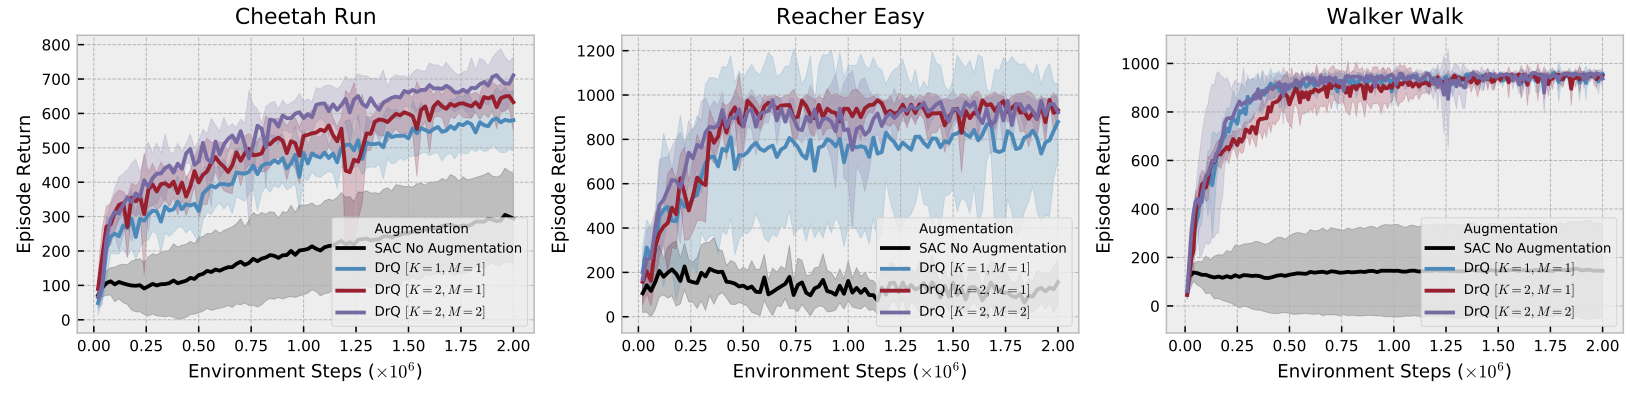 Cheetah Run
Episode Return
800
700
600
500
400
300
200
100
0
0.00 0.25 0.50 0.75 1.00 1.25 1.50 1.75 2.00
Environment Steps (×10⁶)
Augmentation
SAC No Augmentation
DrQ [K=1, M=1]
DrQ [K=2, M=1]
DrQ [K=2, M=2]
Reacher Easy
Episode Return
1200
1000
800
600
400
200
0
0.00 0.25 0.50 0.75 1.00 1.25 1.50 1.75 2.00
Environment Steps (×10⁶)
Augmentation
SAC No Augmentation
DrQ [K=1, M=1]
DrQ [K=2, M=1]
DrQ [K=2, M=2]
Walker Walk
Episode Return
1000
800
600
400
200
0
0.00 0.25 0.50 0.75 1.00 1.25 1.50 1.75 2.00
Environment Steps (×10⁶)
Augmentation
SAC No Augmentation
DrQ [K=1, M=1]
DrQ [K=2, M=1]
DrQ [K=2, M=2]